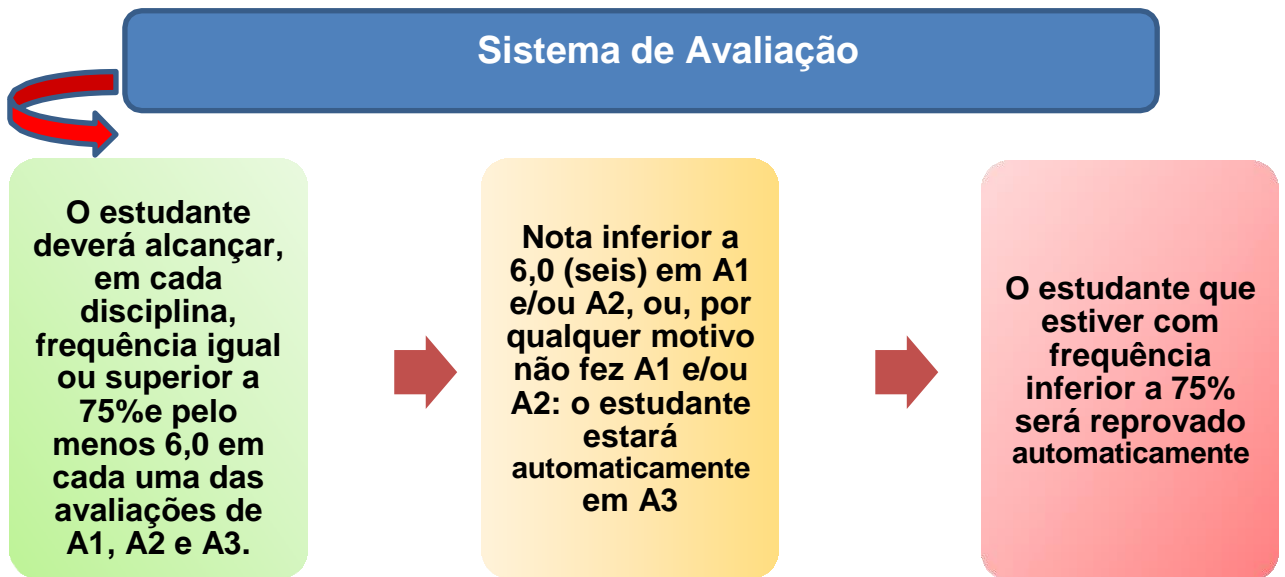 Sistema de Avaliação
O estudante
deverá alcançar,
em cada
disciplina,
frequência igual
ou superior a
75%e pelo
menos 6,0 em
cada uma das
avaliações de
A1, A2 e A3.
Nota inferior a
6,0 (seis) em A1
e/ou A2, ou, por
qualquer motivo
não fez A1 e/ou
A2: o estudante
estará
automaticamente
em A3
O estudante que
estiver com
frequência
inferior a 75%
será reprovado
automaticamente